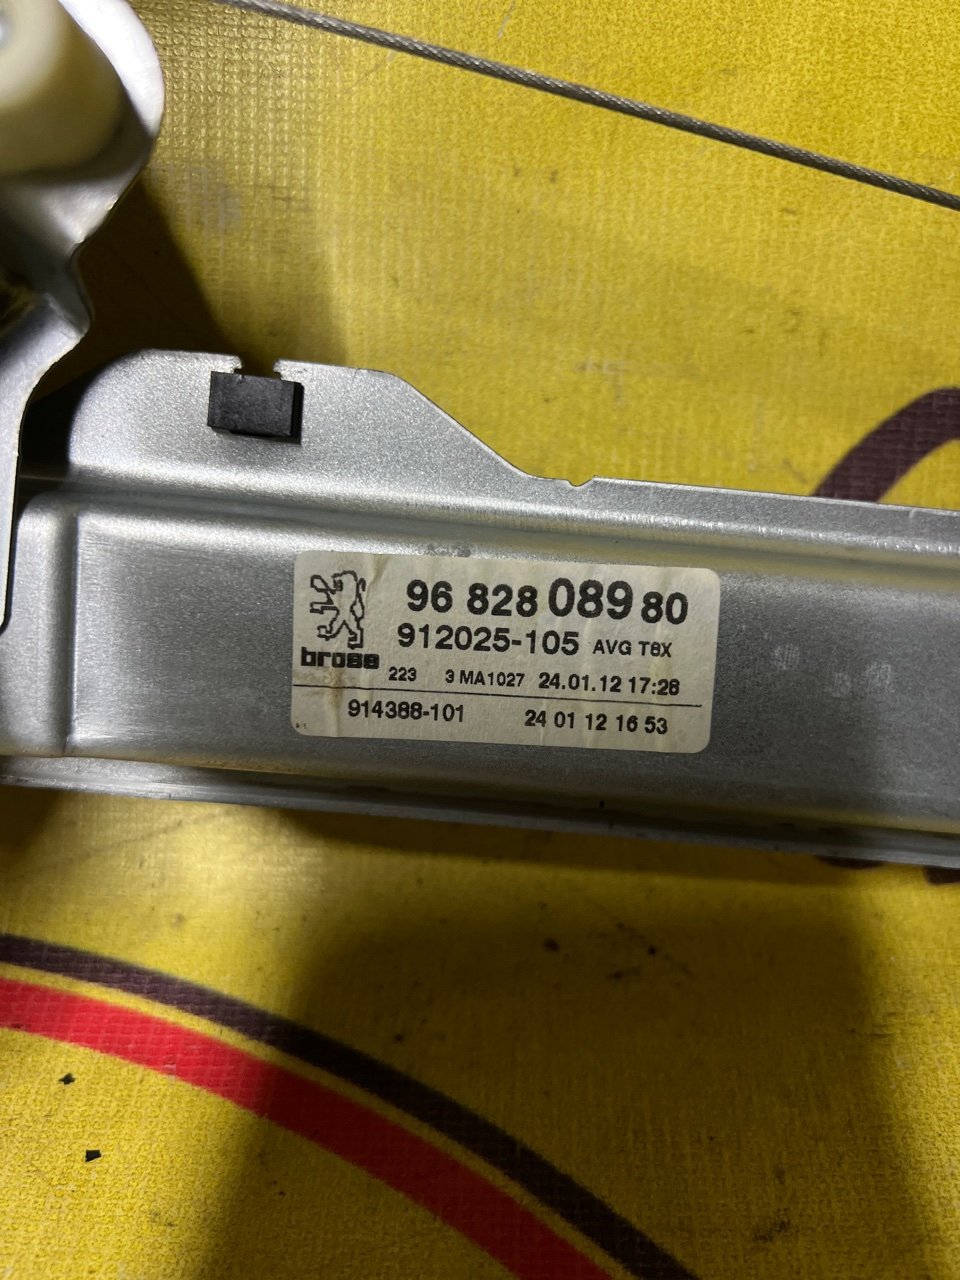 96 828 089 80
912025-105 AVG T8X
brose
223 3 MA1027 24.01.12 17:28
914388-101 24 01 12 16 53